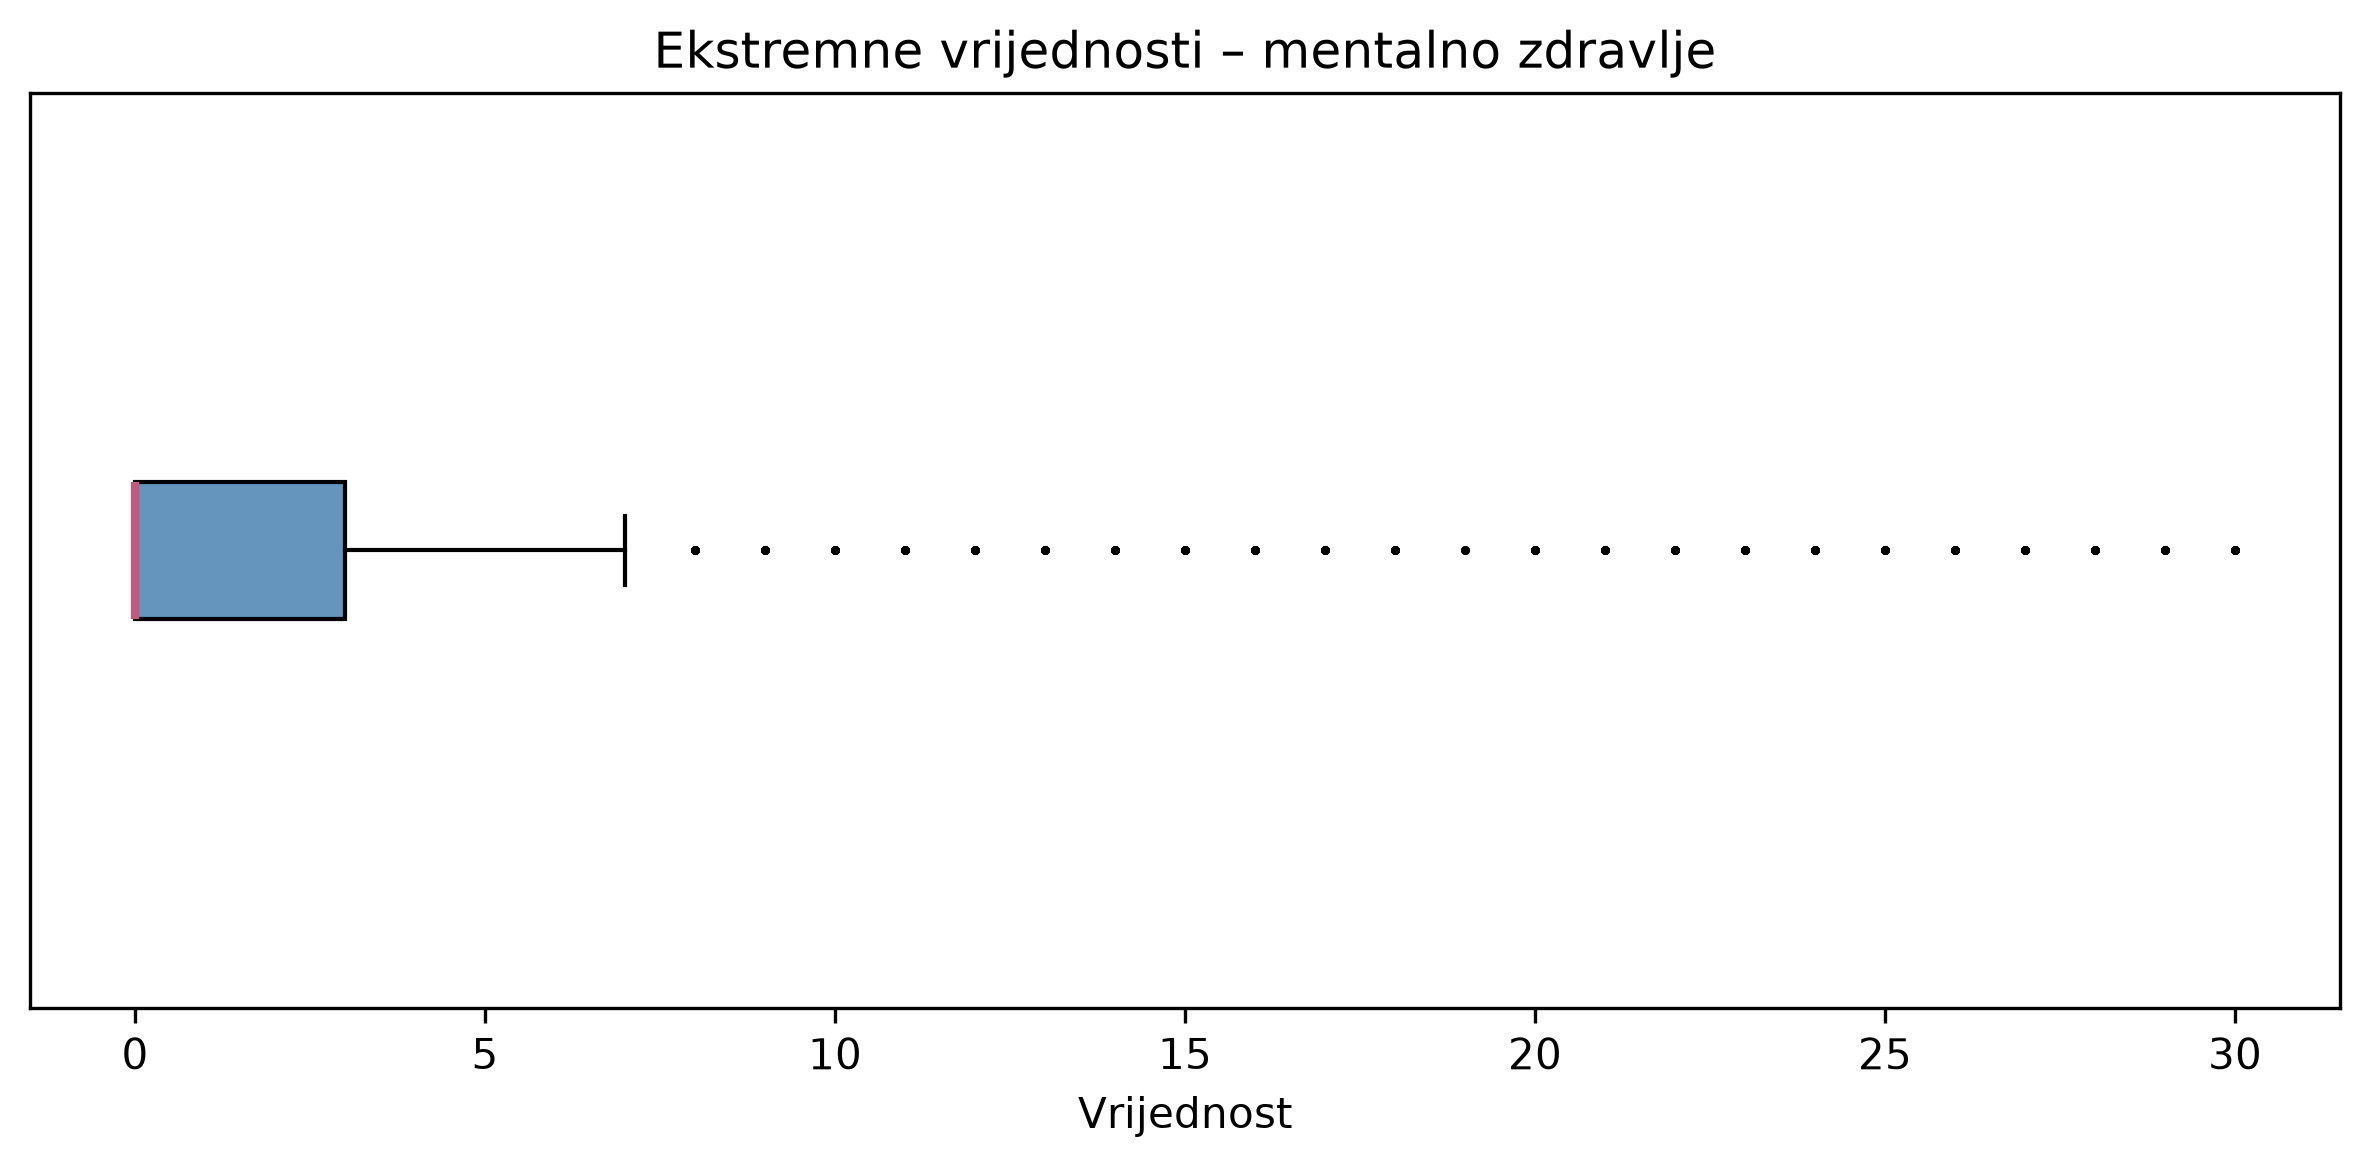 Ekstremne vrijednosti – mentalno zdravlje
0 5 10 15 20 25 30
Vrijednost